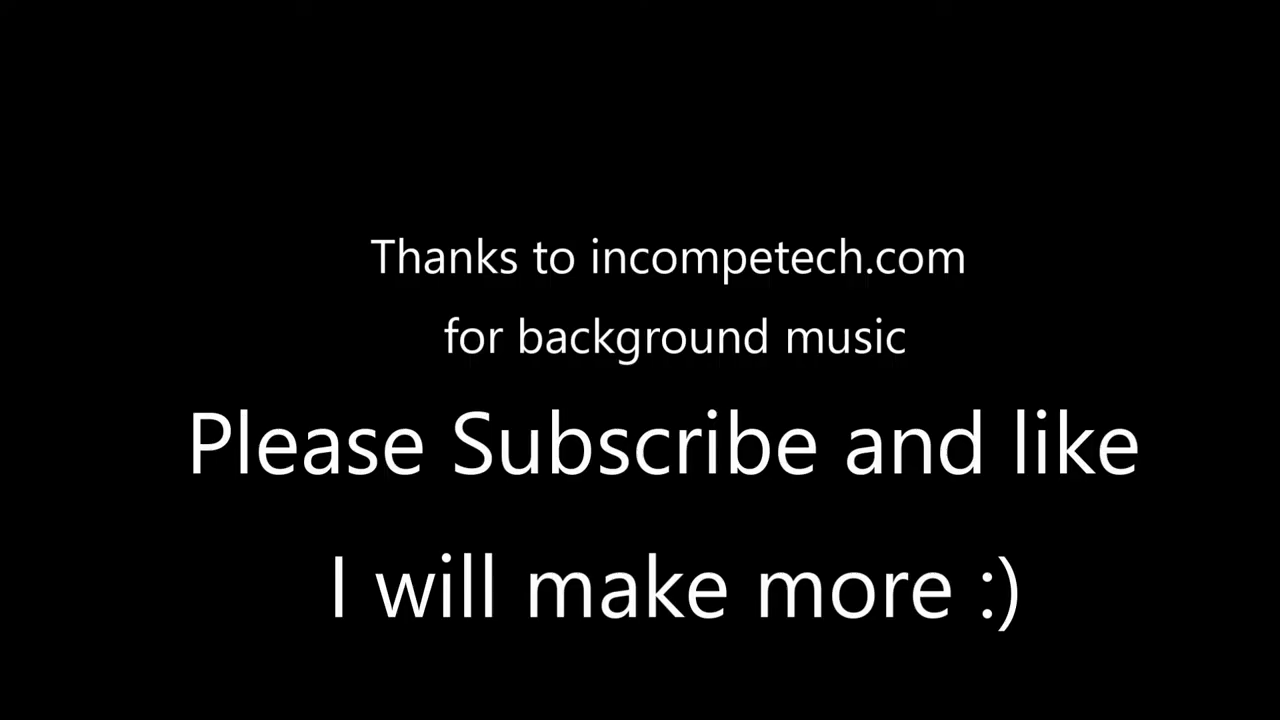 Thanks to incompetech.com
for background music
Please Subscribe and like
I will make more :)